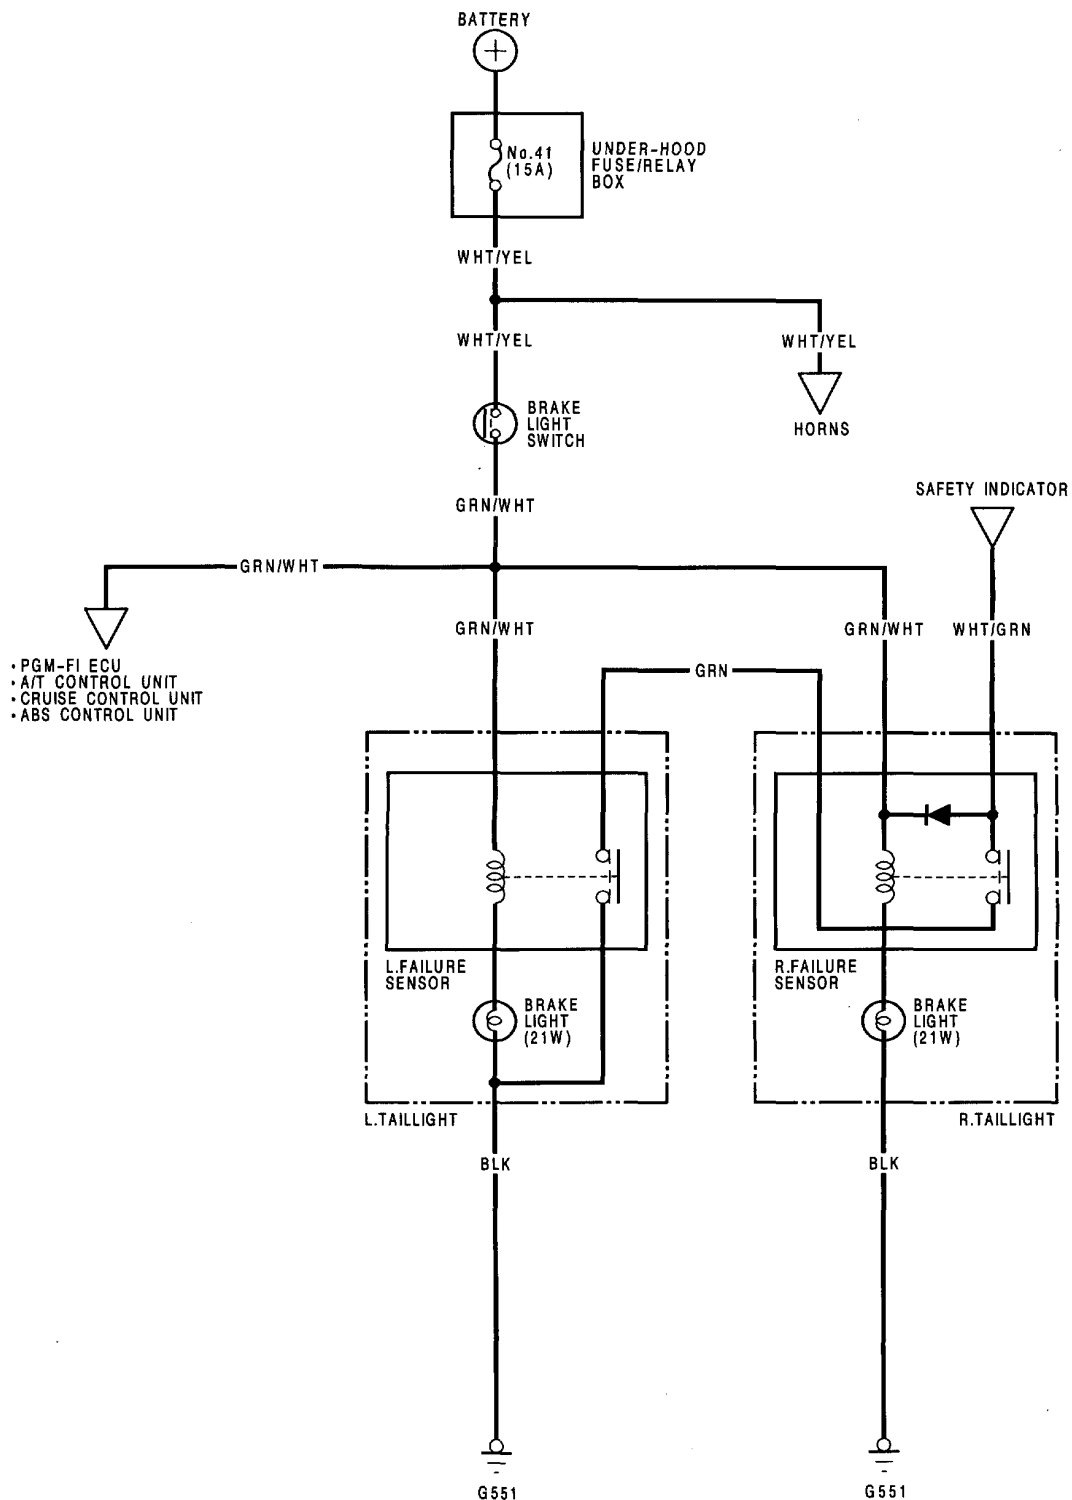 BATTERY
No.41
(15A)
UNDER-HOOD
FUSE/RELAY
BOX
WHT/YEL
WHT/YEL
WHT/YEL
HORNS
BRAKE
LIGHT
SWITCH
GRN/WHT
SAFETY INDICATOR
GRN/WHT
GRN/WHT
GRN/WHT
WHT/GRN
• PGM-FI ECU
• A/T CONTROL UNIT
• CRUISE CONTROL UNIT
• ABS CONTROL UNIT
GRN
L.FAILURE
SENSOR
R.FAILURE
SENSOR
BRAKE
LIGHT
(21W)
BRAKE
LIGHT
(21W)
L.TAILLIGHT
R.TAILLIGHT
BLK
BLK
G551
G551